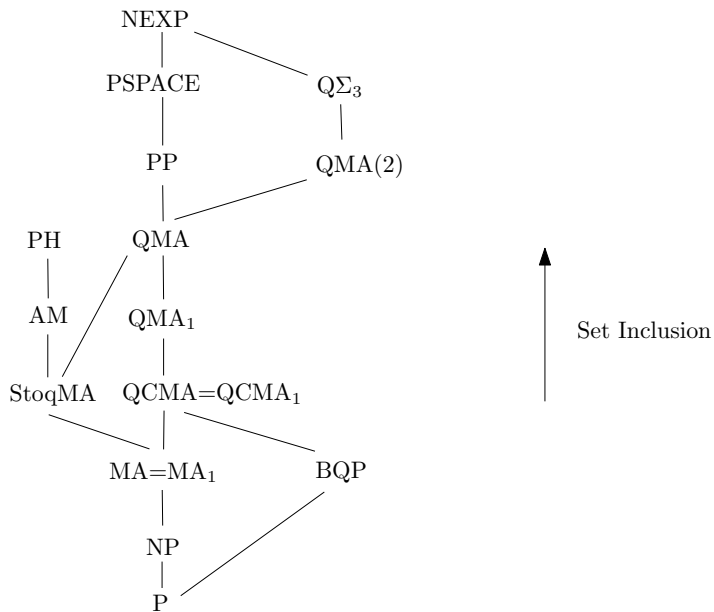 NEXP
PSPACE
QΣ₃
PP
QMA(2)
PH
QMA
AM
QMA₁
Set Inclusion
StoqMA
QCMA=QCMA₁
MA=MA₁
BQP
NP
P